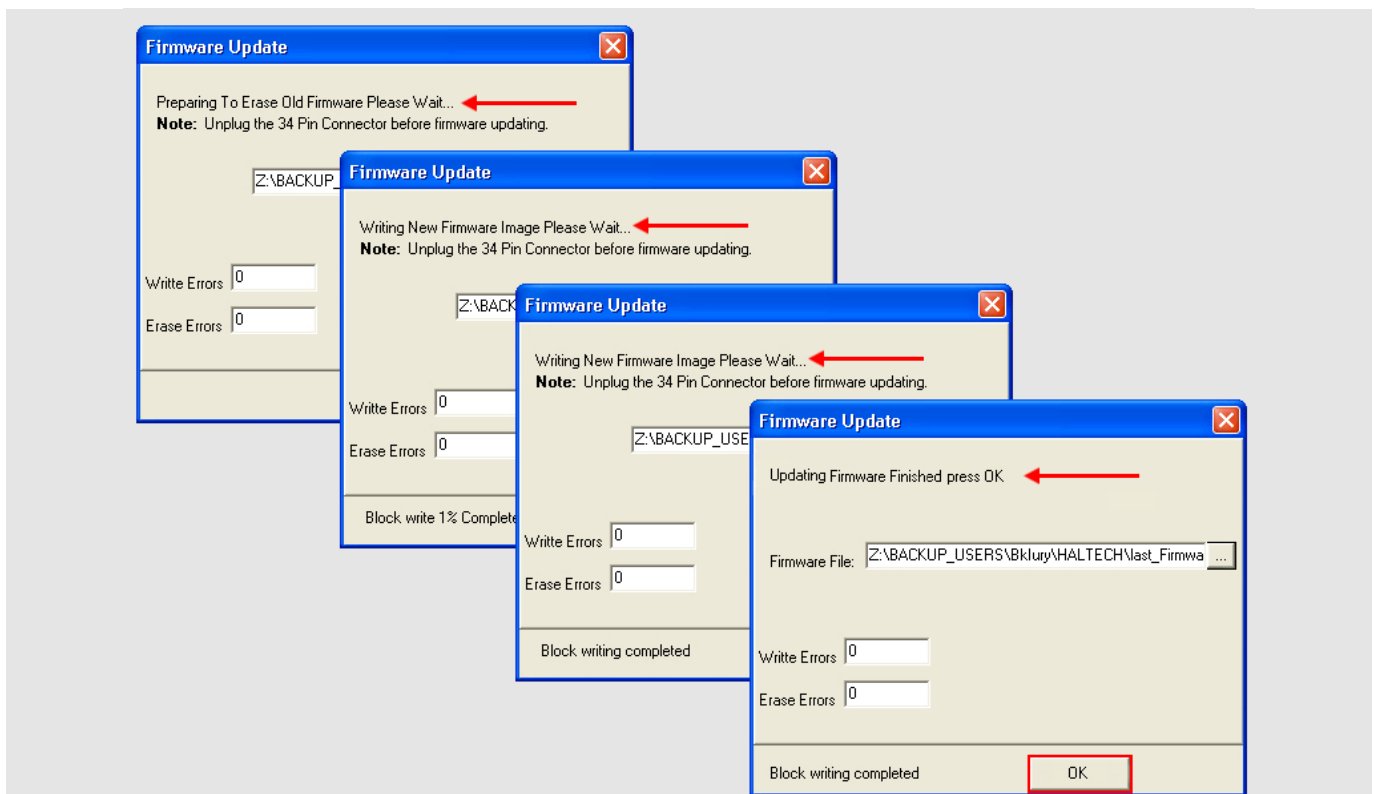 Firmware Update
Preparing To Erase Old Firmware Please Wait...
Note: Unplug the 34 Pin Connector before firmware updating.
Z:\BACKUP_
Writte Errors 0
Erase Errors 0
Firmware Update
Writing New Firmware Image Please Wait...
Note: Unplug the 34 Pin Connector before firmware updating.
Z:\BACK
Writte Errors 0
Erase Errors 0
Block write 1% Complete
Firmware Update
Writing New Firmware Image Please Wait...
Note: Unplug the 34 Pin Connector before firmware updating.
Z:\BACKUP_USE
Writte Errors 0
Erase Errors 0
Block writing completed
Firmware Update
Updating Firmware Finished press OK
Firmware File: Z:\BACKUP_USERS\Bklury\HALTECH\last_Firmwa ...
Writte Errors 0
Erase Errors 0
Block writing completed OK